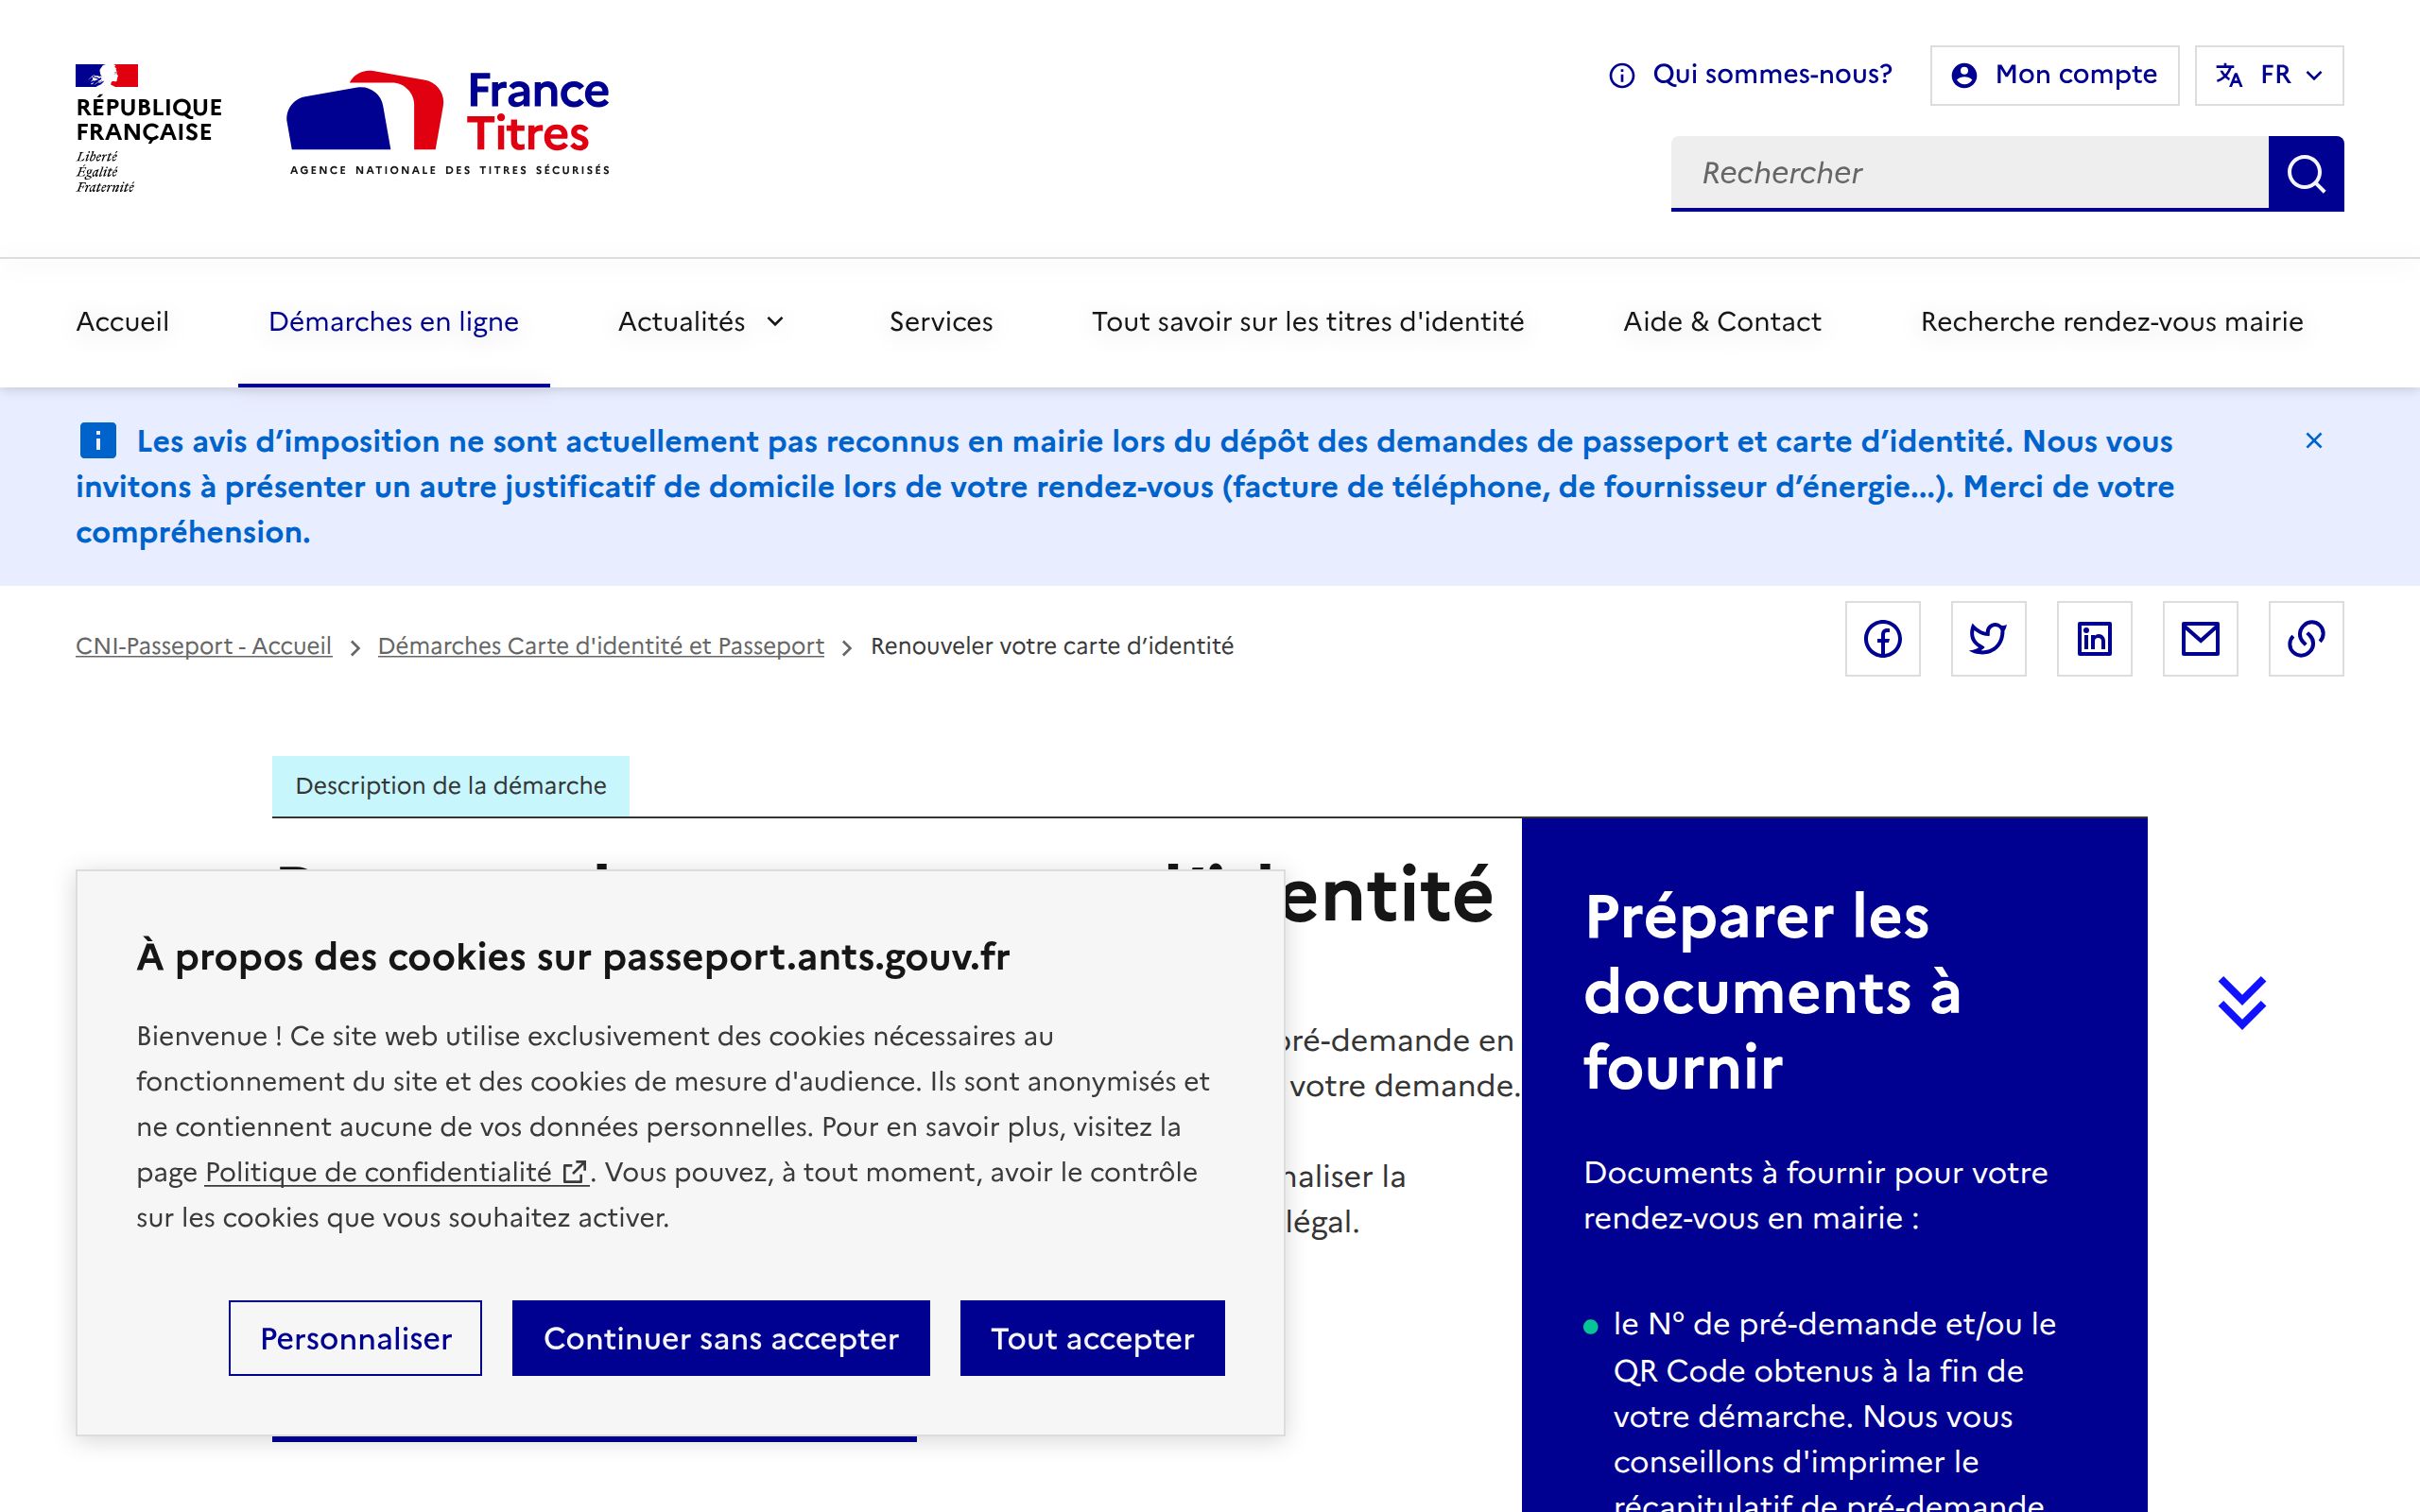 RÉPUBLIQUE
FRANÇAISE
Liberté
Égalité
Fraternité
France
Titres
AGENCE NATIONALE DES TITRES SÉCURISÉS
Qui sommes-nous?
Mon compte
FR
Rechercher
Accueil
Démarches en ligne
Actualités
Services
Tout savoir sur les titres d'identité
Aide & Contact
Recherche rendez-vous mairie
Les avis d’imposition ne sont actuellement pas reconnus en mairie lors du dépôt des demandes de passeport et carte d’identité. Nous vous
invitons à présenter un autre justificatif de domicile lors de votre rendez-vous (facture de téléphone, de fournisseur d’énergie...). Merci de votre
compréhension.
CNI-Passeport - Accueil
Démarches Carte d'identité et Passeport
Renouveler votre carte d’identité
Description de la démarche
À propos des cookies sur passeport.ants.gouv.fr
Bienvenue ! Ce site web utilise exclusivement des cookies nécessaires au
fonctionnement du site et des cookies de mesure d'audience. Ils sont anonymisés et
ne contiennent aucune de vos données personnelles. Pour en savoir plus, visitez la
page Politique de confidentialité. Vous pouvez, à tout moment, avoir le contrôle
sur les cookies que vous souhaitez activer.
Personnaliser
Continuer sans accepter
Tout accepter
en
votre demande.
la
légal.
Préparer les
documents à
fournir
Documents à fournir pour votre
rendez-vous en mairie :
le N° de pré-demande et/ou le
QR Code obtenus à la fin de
votre démarche. Nous vous
conseillons d'imprimer le
récapitulatif de pré-demande